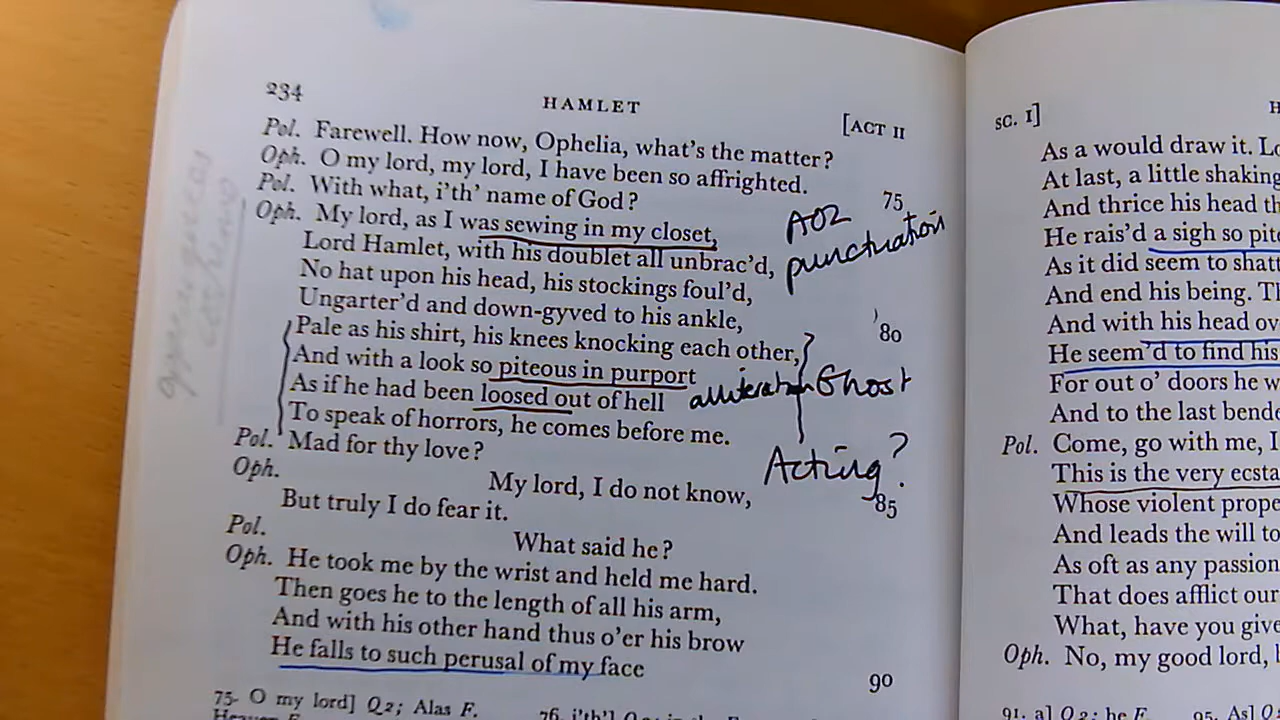 234
HAMLET
[ACT II
Pol. Farewell. How now, Ophelia, what's the matter?
Oph. O my lord, my lord, I have been so affrighted.
Pol. With what, i'th' name of God? 75
Oph. My lord, as I was sewing in my closet,
AO2
punctuation
Lord Hamlet, with his doublet all unbrac'd,
No hat upon his head, his stockings foul'd,
Ungarter'd and down-gyved to his ankle, 80
Pale as his shirt, his knees knocking each other,
And with a look so piteous in purport
As if he had been loosed out of hell
alliteration Ghost
To speak of horrors, he comes before me.
Acting?
Pol. Mad for thy love?
Oph. My lord, I do not know, 85
But truly I do fear it.
Pol. What said he?
Oph. He took me by the wrist and held me hard.
Then goes he to the length of all his arm,
And with his other hand thus o'er his brow
He falls to such perusal of my face 90
75. O my lord] Q2; Alas F.
76. i'th'] Q2; in the F.
SC. I]
As a would draw it.
At last, a little shaking
And thrice his head
He rais'd a sigh so
As it did seem to
And end his being.
And with his head
He seem'd to find his
For out o' doors he
And to the last
Pol. Come, go with me, I
This is the very
Whose violent
And leads the will to
As oft as any passion
That does afflict our
What, have you
Oph. No, my good lord,
91. a] Q2; he F. 95. As]